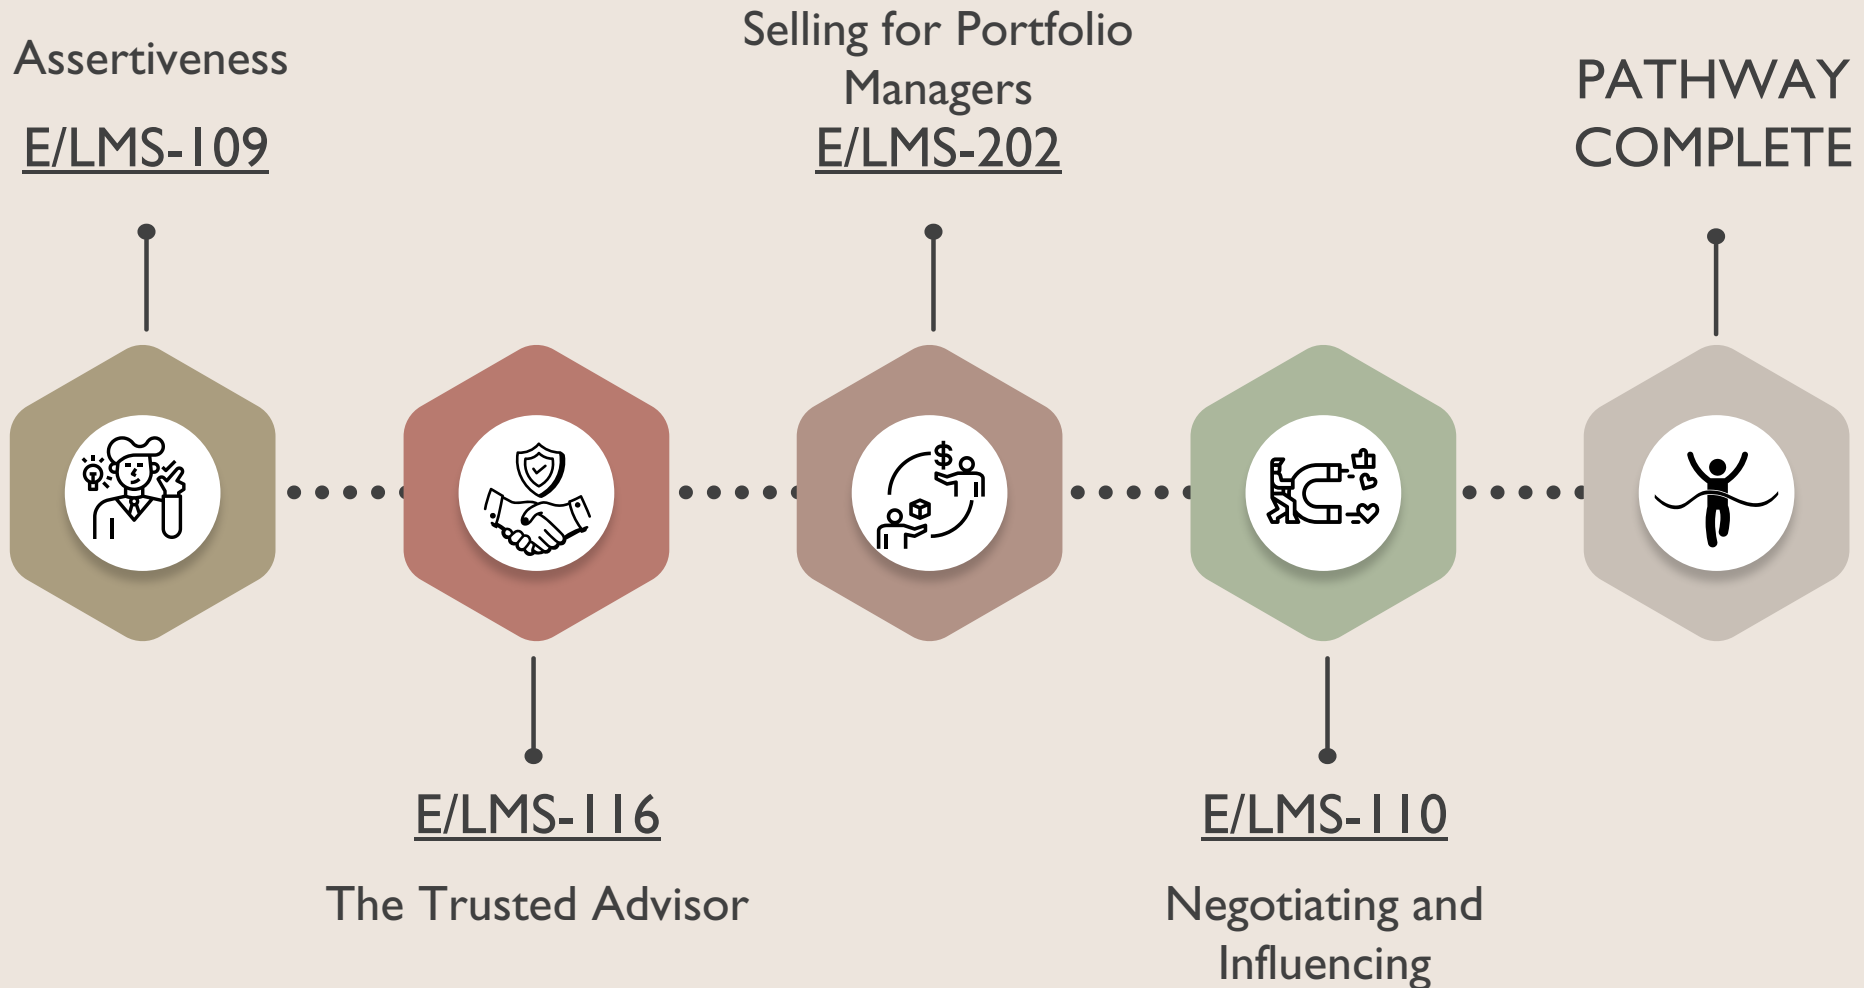 Assertiveness
E/LMS-109
Selling for Portfolio
Managers
E/LMS-202
PATHWAY
COMPLETE
$
E/LMS-116
The Trusted Advisor
E/LMS-110
Negotiating and
Influencing